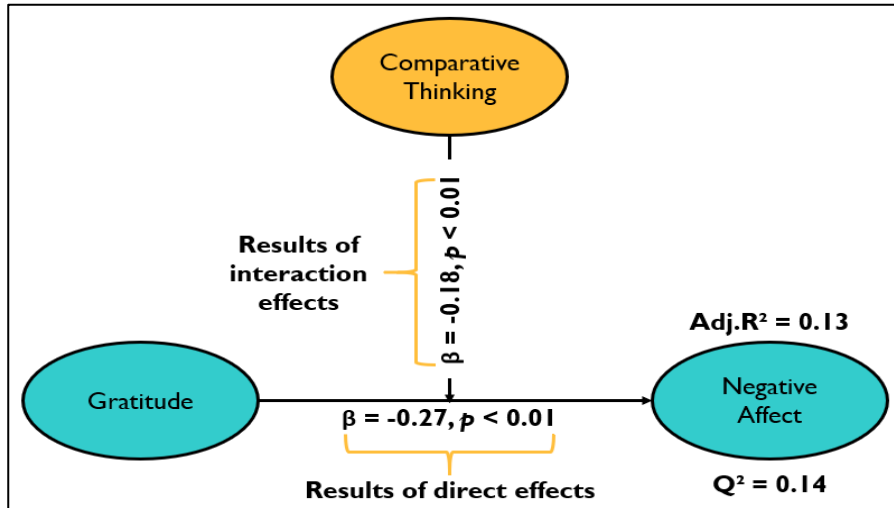 Comparative
Thinking
β = -0.18, p < 0.01
Results of
interaction
effects
Adj.R² = 0.13
Gratitude
Negative
Affect
β = -0.27, p < 0.01
Results of direct effects
Q² = 0.14